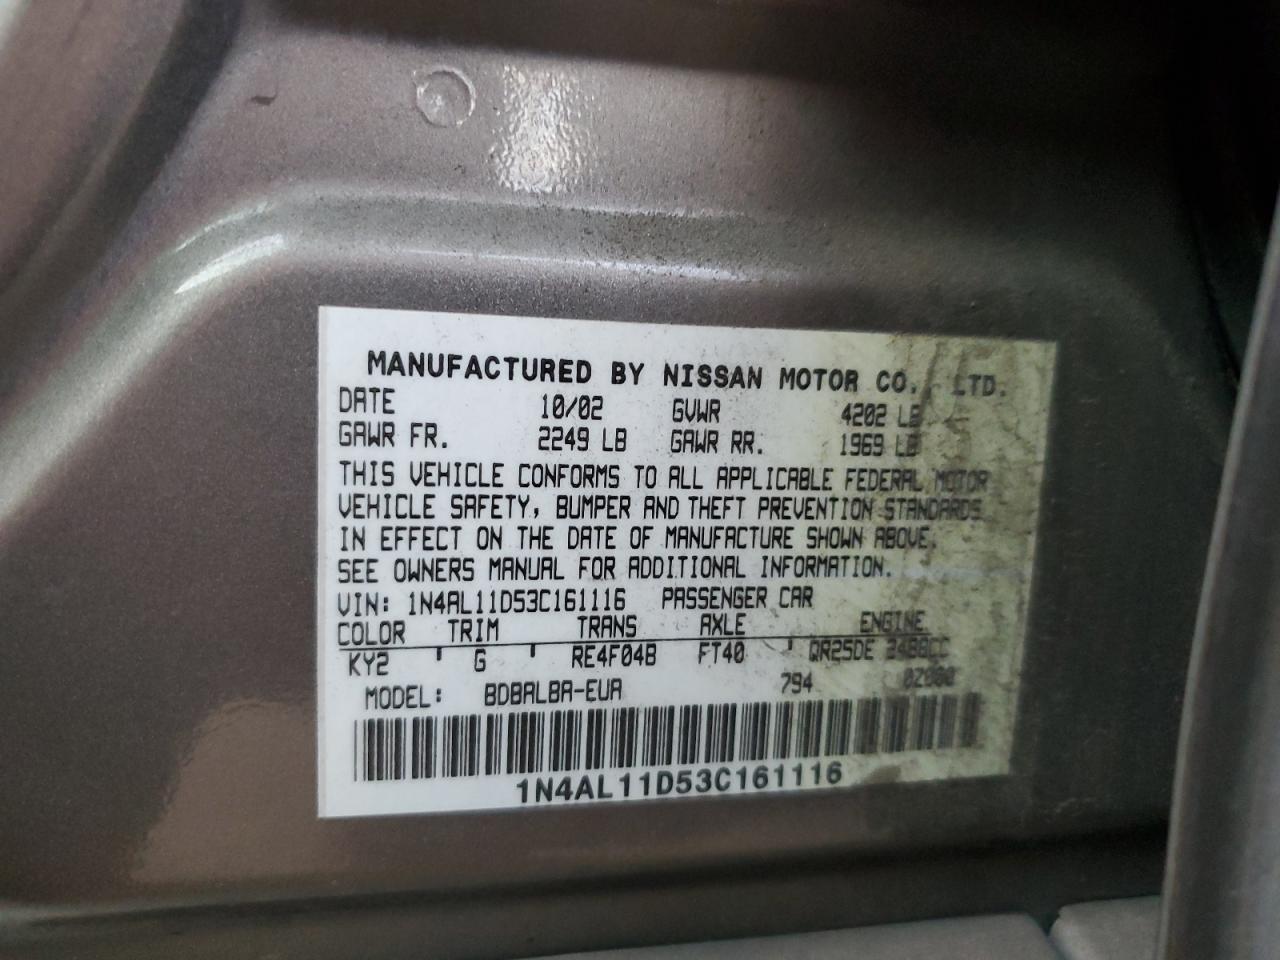 MANUFACTURED BY NISSAN MOTOR CO., LTD.
DATE 10/02 GVWR 4202 LB
GAWR FR. 2249 LB GAWR RR. 1969 LB
THIS VEHICLE CONFORMS TO ALL APPLICABLE FEDERAL MOTOR
VEHICLE SAFETY, BUMPER AND THEFT PREVENTION STANDARDS
IN EFFECT ON THE DATE OF MANUFACTURE SHOWN ABOVE.
SEE OWNERS MANUAL FOR ADDITIONAL INFORMATION.
VIN: 1N4AL11D53C161116 PASSENGER CAR
COLOR TRIM TRANS AXLE ENGINE
KY2 G RE4F04B FT40 QR25DE 2488CC
MODEL: BDBALBA-EUA 794
1N4AL11D53C161116